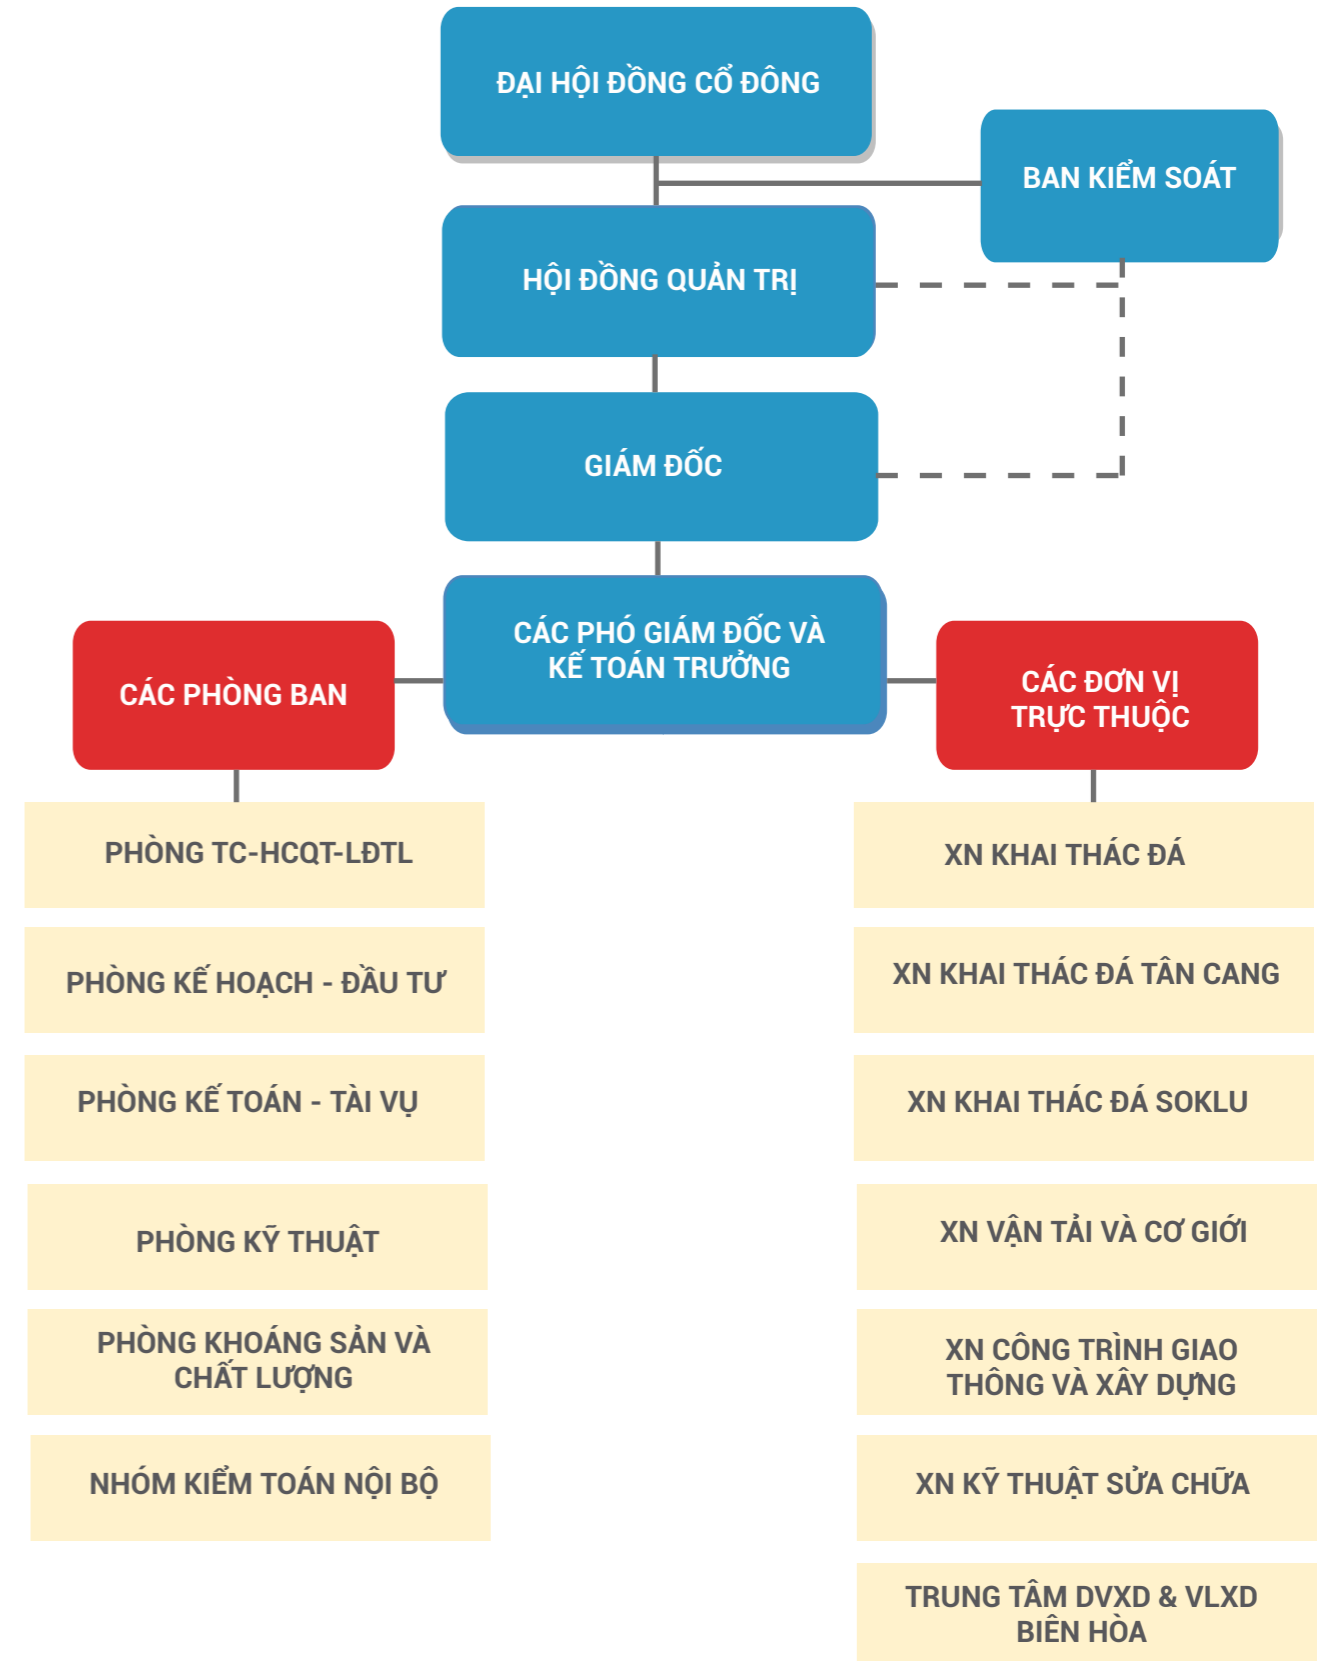 ĐẠI HỘI ĐỒNG CỔ ĐÔNG
BAN KIỂM SOÁT
HỘI ĐỒNG QUẢN TRỊ
GIÁM ĐỐC
CÁC PHÓ GIÁM ĐỐC VÀ
KẾ TOÁN TRƯỞNG
CÁC PHÒNG BAN
CÁC ĐƠN VỊ
TRỰC THUỘC
PHÒNG TC-HCQT-LĐTL
PHÒNG KẾ HOẠCH - ĐẦU TƯ
PHÒNG KẾ TOÁN - TÀI VỤ
PHÒNG KỸ THUẬT
PHÒNG KHOÁNG SẢN VÀ
CHẤT LƯỢNG
NHÓM KIỂM TOÁN NỘI BỘ
XN KHAI THÁC ĐÁ
XN KHAI THÁC ĐÁ TÂN CANG
XN KHAI THÁC ĐÁ SOKLU
XN VẬN TẢI VÀ CƠ GIỚI
XN CÔNG TRÌNH GIAO
THÔNG VÀ XÂY DỰNG
XN KỸ THUẬT SỬA CHỮA
TRUNG TÂM DVXD & VLXD
BIÊN HÒA